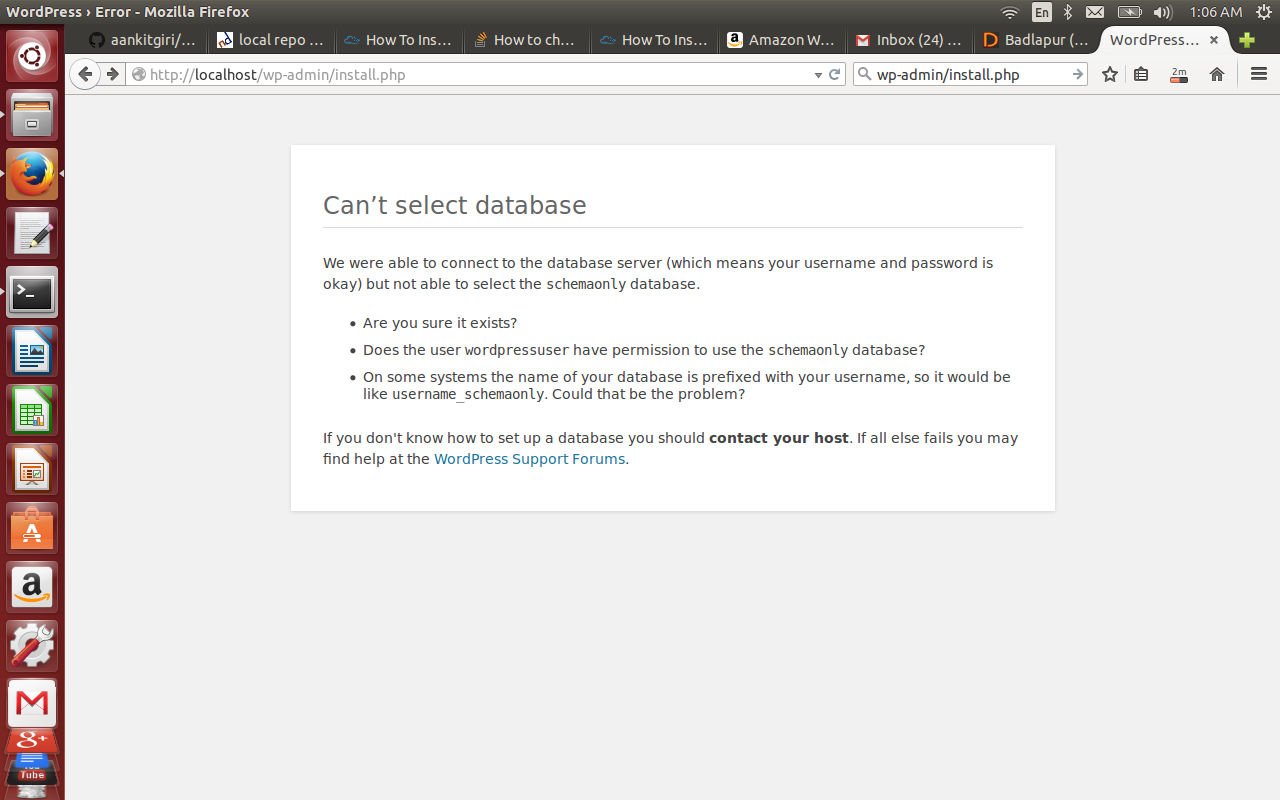 WordPress › Error - Mozilla Firefox
En
1:06 AM
aankitgiri/...
local repo ...
How To Ins...
How to ch...
How To Ins...
Amazon W...
Inbox (24) ...
Badlapur (...
WordPress...
http://localhost/wp-admin/install.php
wp-admin/install.php
2m
Can’t select database
We were able to connect to the database server (which means your username and password is
okay) but not able to select the schemaonly database.
• Are you sure it exists?
• Does the user wordpressuser have permission to use the schemaonly database?
• On some systems the name of your database is prefixed with your username, so it would be
like username_schemaonly. Could that be the problem?
If you don't know how to set up a database you should contact your host. If all else fails you may
find help at the WordPress Support Forums.
g+
Tube